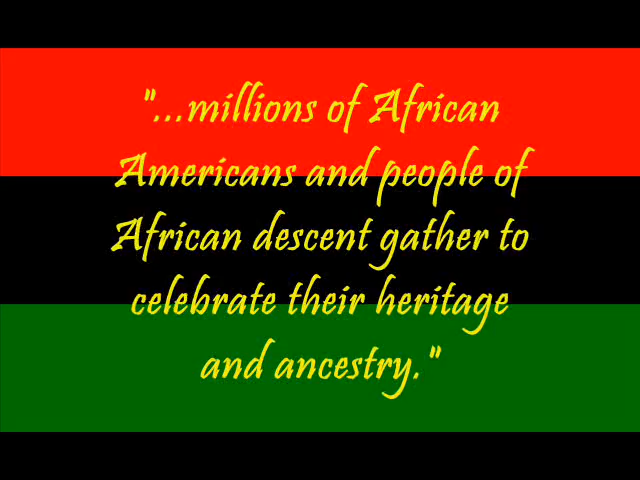 "...millions of African
Americans and people of
African descent gather to
celebrate their heritage
and ancestry."